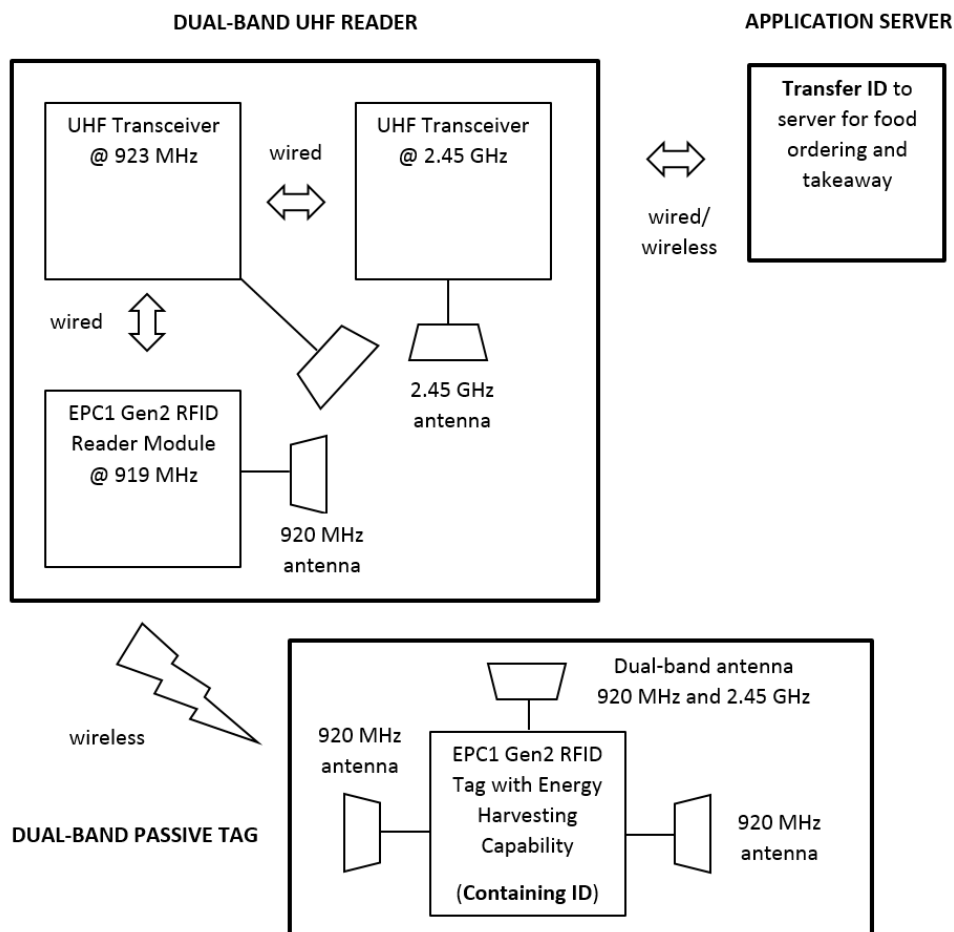 DUAL-BAND UHF READER
APPLICATION SERVER
UHF Transceiver
@ 923 MHz
wired
UHF Transceiver
@ 2.45 GHz
wired/
wireless
Transfer ID to
server for food
ordering and
takeaway
wired
2.45 GHz
antenna
EPC1 Gen2 RFID
Reader Module
@ 919 MHz
920 MHz
antenna
wireless
Dual-band antenna
920 MHz and 2.45 GHz
920 MHz
antenna
EPC1 Gen2 RFID
Tag with Energy
Harvesting
Capability
(Containing ID)
920 MHz
antenna
DUAL-BAND PASSIVE TAG